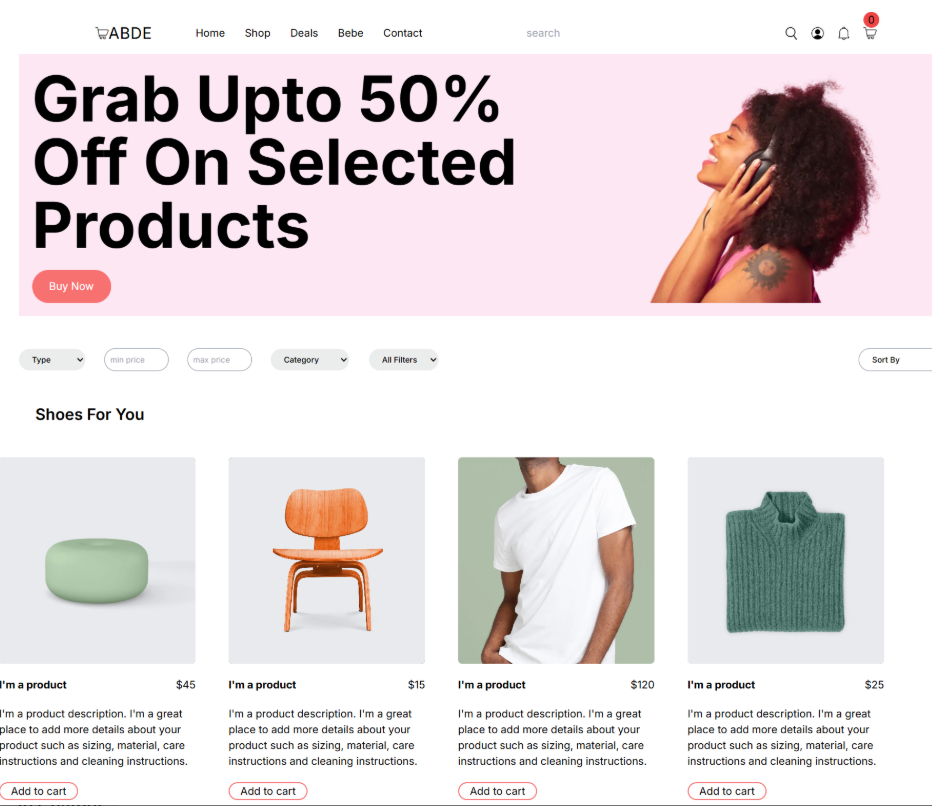 ABDE Home Shop Deals Bebe Contact search 0
Grab Upto 50%
Off On Selected
Products
Buy Now
Type min price max price Category All Filters Sort By
Shoes For You
I'm a product $45
I'm a product description. I'm a great
place to add more details about your
product such as sizing, material, care
instructions and cleaning instructions.
Add to cart
I'm a product $15
I'm a product description. I'm a great
place to add more details about your
product such as sizing, material, care
instructions and cleaning instructions.
Add to cart
I'm a product $120
I'm a product description. I'm a great
place to add more details about your
product such as sizing, material, care
instructions and cleaning instructions.
Add to cart
I'm a product $25
I'm a product description. I'm a great
place to add more details about your
product such as sizing, material, care
instructions and cleaning instructions.
Add to cart